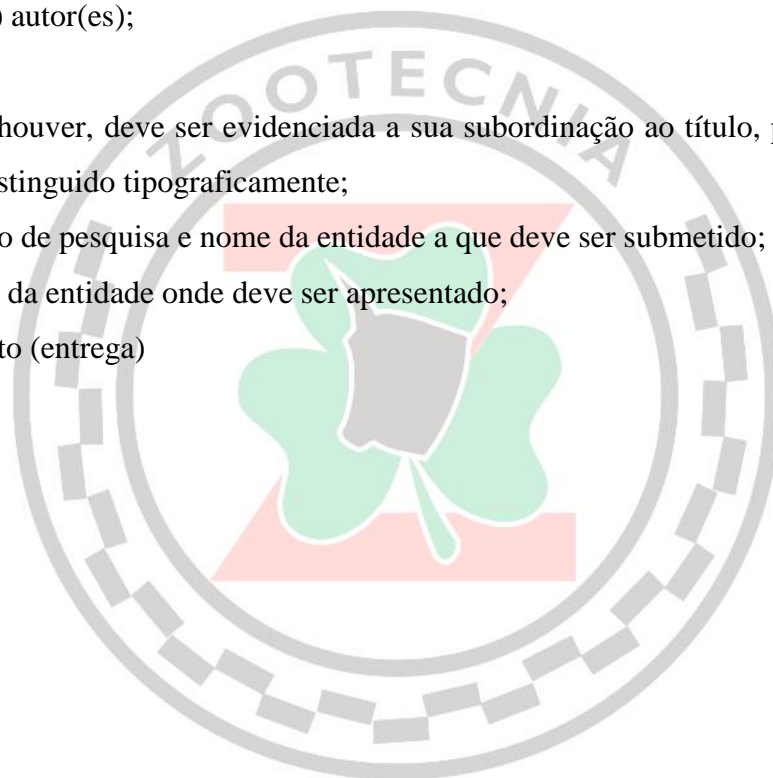 ) autor(es);
ZOOTECNIA
houver, deve ser evidenciada a sua subordinação ao título, p
stinguido tipograficamente;
o de pesquisa e nome da entidade a que deve ser submetido;
da entidade onde deve ser apresentado;
to (entrega)